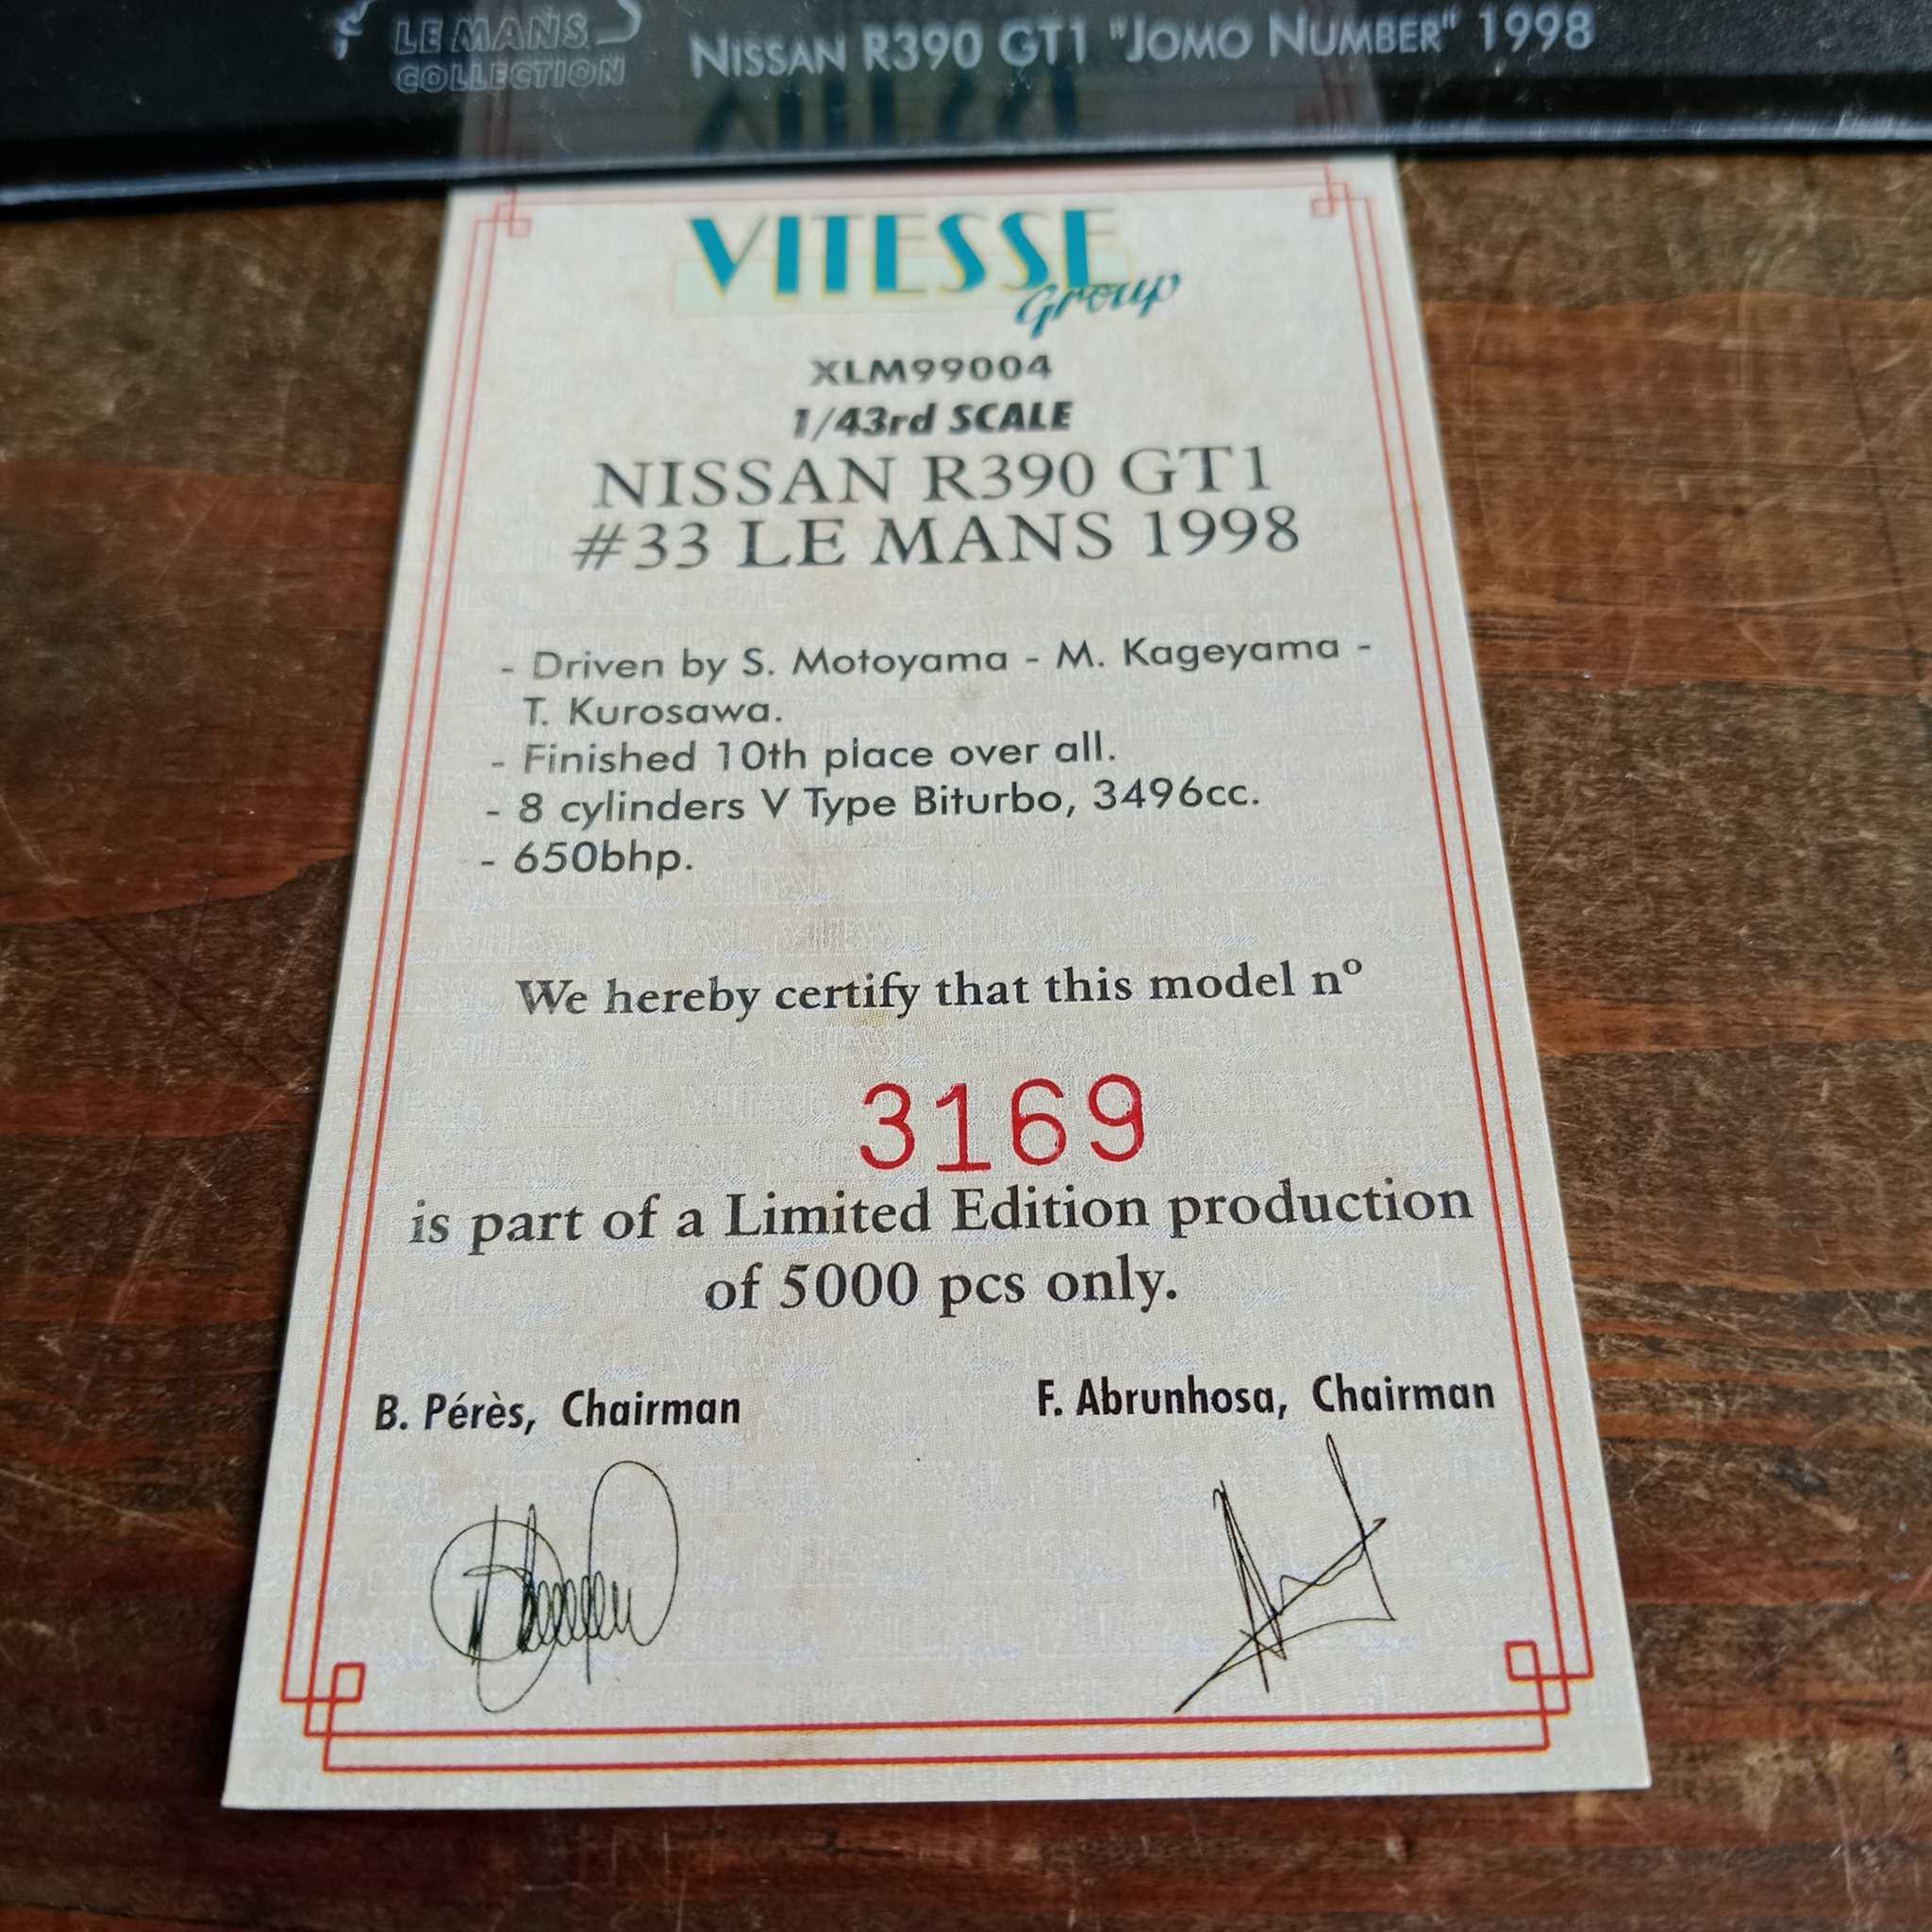 LE MANS
COLLECTION
NISSAN R390 GT1 "JOMO NUMBER" 1998
VITESSE
Group
XLM99004
1/43rd SCALE
NISSAN R390 GT1
#33 LE MANS 1998
- Driven by S. Motoyama - M. Kageyama -
T. Kurosawa.
- Finished 10th place over all.
- 8 cylinders V Type Biturbo, 3496cc.
- 650bhp.
We hereby certify that this model nº
3169
is part of a Limited Edition production
of 5000 pcs only.
B. Pérès, Chairman
F. Abrunhosa, Chairman